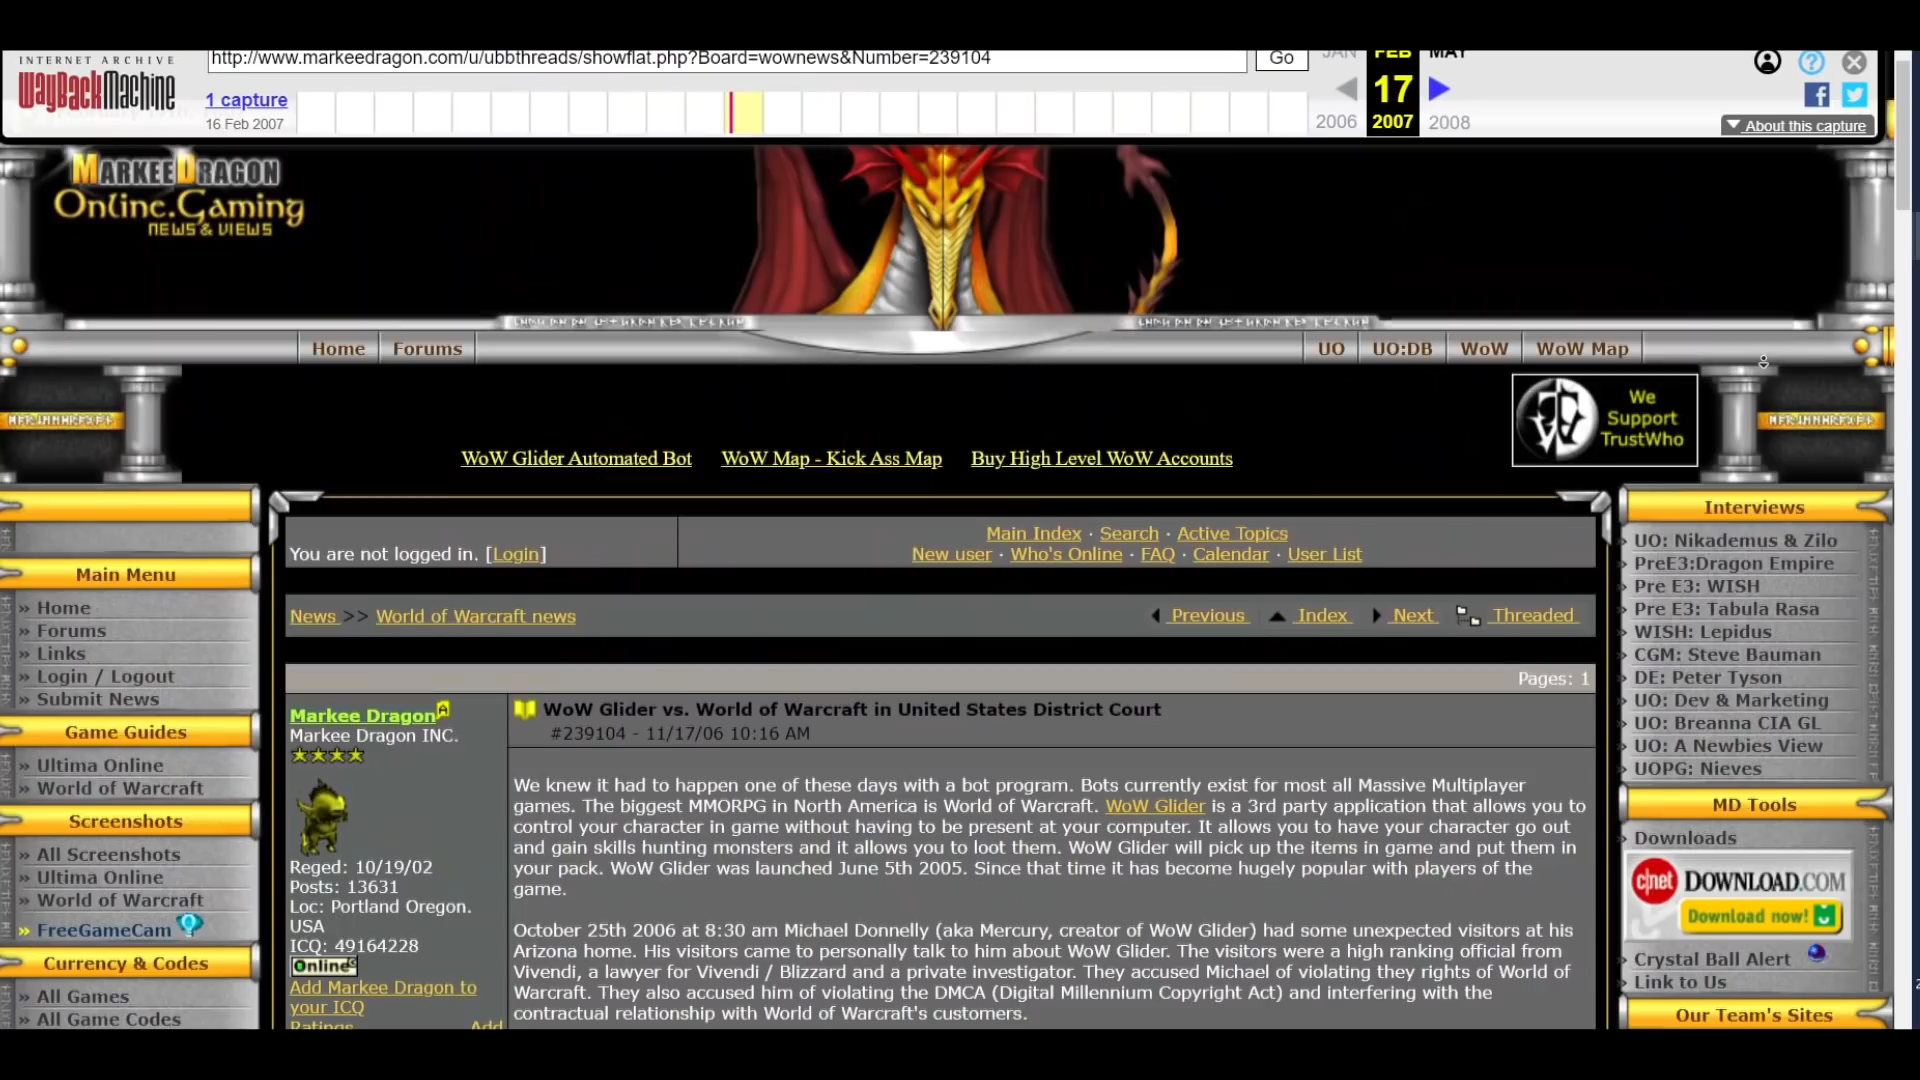 INTERNET ARCHIVE
WayBackMachine
http://www.markeedragon.com/u/ubbthreads/showflat.php?Board=wownews&Number=239104
Go
JAN FEB MAY
17
1 capture
16 Feb 2007
2006 2007 2008
About this capture
MARKEE DRAGON
Online.Gaming
NEWS & VIEWS
Home Forums UO UO:DB WoW WoW Map
We
Support
TrustWho
WoW Glider Automated Bot WoW Map - Kick Ass Map Buy High Level WoW Accounts
Main Menu
» Home
» Forums
» Links
» Login / Logout
» Submit News
Game Guides
» Ultima Online
» World of Warcraft
Screenshots
» All Screenshots
» Ultima Online
» World of Warcraft
» FreeGameCam
Currency & Codes
» All Games
» All Game Codes
You are not logged in. [Login]
Main Index · Search · Active Topics
New user · Who's Online · FAQ · Calendar · User List
News >> World of Warcraft news
Previous Index Next Threaded
Pages: 1
Markee Dragon
Markee Dragon INC.
Reged: 10/19/02
Posts: 13631
Loc: Portland Oregon.
USA
ICQ: 49164228
Online
Add Markee Dragon to
your ICQ
Ratings Add
WoW Glider vs. World of Warcraft in United States District Court
#239104 - 11/17/06 10:16 AM
We knew it had to happen one of these days with a bot program. Bots currently exist for most all Massive Multiplayer
games. The biggest MMORPG in North America is World of Warcraft. WoW Glider is a 3rd party application that allows you to
control your character in game without having to be present at your computer. It allows you to have your character go out
and gain skills hunting monsters and it allows you to loot them. WoW Glider will pick up the items in game and put them in
your pack. WoW Glider was launched June 5th 2005. Since that time it has become hugely popular with players of the
game.
October 25th 2006 at 8:30 am Michael Donnelly (aka Mercury, creator of WoW Glider) had some unexpected visitors at his
Arizona home. His visitors came to personally talk to him about WoW Glider. The visitors were a high ranking official from
Vivendi, a lawyer for Vivendi / Blizzard and a private investigator. They accused Michael of violating they rights of World of
Warcraft. They also accused him of violating the DMCA (Digital Millennium Copyright Act) and interfering with the
contractual relationship with World of Warcraft's customers.
Interviews
UO: Nikademus & Zilo
PreE3:Dragon Empire
Pre E3: WISH
Pre E3: Tabula Rasa
WISH: Lepidus
CGM: Steve Bauman
DE: Peter Tyson
UO: Dev & Marketing
UO: Breanna CIA GL
UO: A Newbies View
UOPG: Nieves
MD Tools
Downloads
c|net DOWNLOAD.COM
Download now!
Crystal Ball Alert
Link to Us
Our Team's Sites